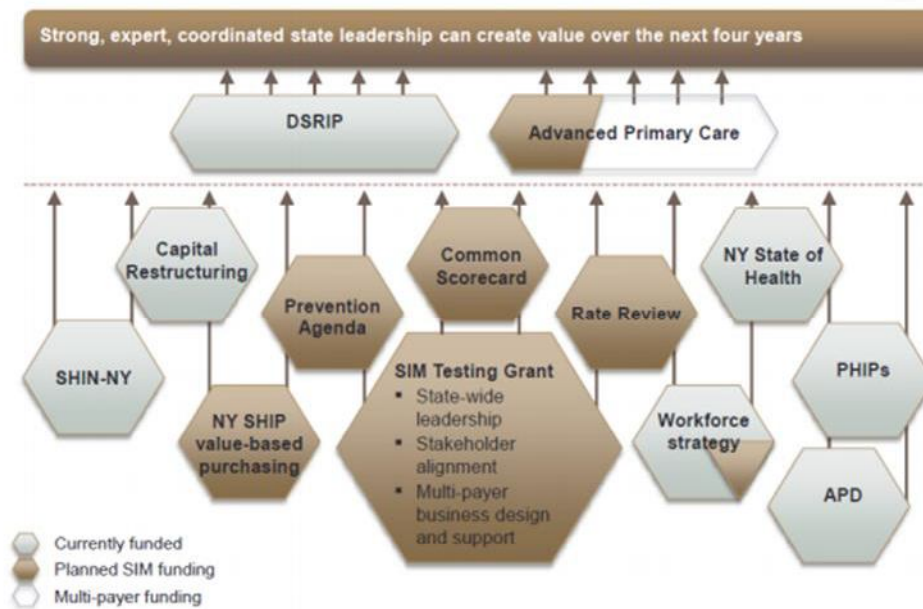 Strong, expert, coordinated state leadership can create value over the next four years
DSRIP
Advanced Primary Care
Capital
Restructuring
Common
Scorecard
NY State of
Health
Prevention
Agenda
Rate Review
SHIN-NY
SIM Testing Grant
▪ State-wide
leadership
▪ Stakeholder
alignment
▪ Multi-payer
business design
and support
PHIPs
NY SHIP
value-based
purchasing
Workforce
strategy
APD
Currently funded
Planned SIM funding
Multi-payer funding